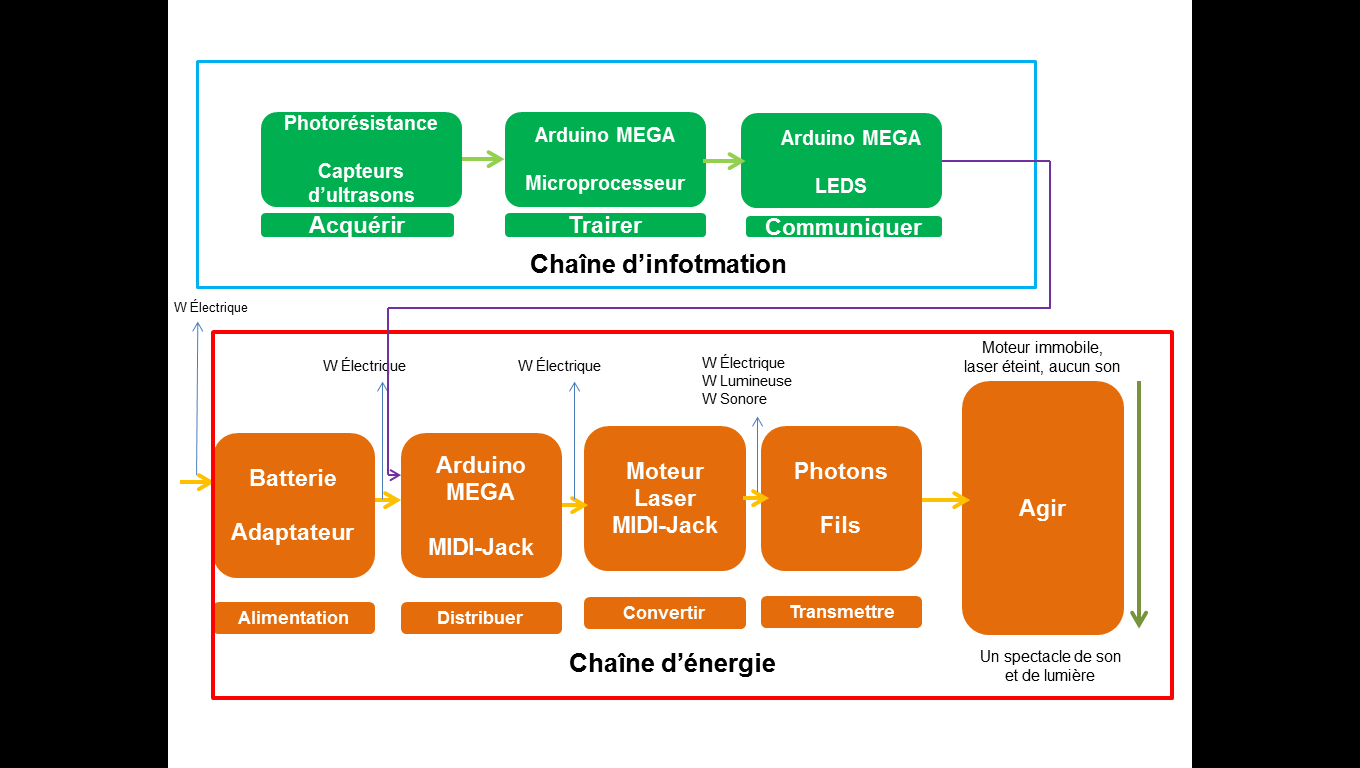 Photorésistance
Capteurs
d’ultrasons
Acquérir
Arduino MEGA
Microprocesseur
Trairer
Arduino MEGA
LEDS
Communiquer
Chaîne d’infotmation
W Électrique
W Électrique
W Électrique
W Électrique
W Lumineuse
W Sonore
Moteur immobile,
laser éteint, aucun son
Batterie
Adaptateur
Alimentation
Arduino
MEGA
MIDI-Jack
Distribuer
Moteur
Laser
MIDI-Jack
Convertir
Photons
Fils
Transmettre
Agir
Un spectacle de son
et de lumière
Chaîne d’énergie